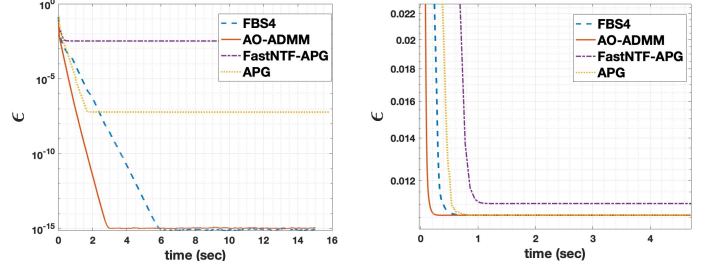 10^0
10^-5
10^-10
10^-15
ϵ
0 2 4 6 8 10 12 14 16
time (sec)
FBS4
AO-ADMM
FastNTF-APG
APG
0.022
0.02
0.018
0.016
0.014
0.012
ϵ
0 1 2 3 4
time (sec)
FBS4
AO-ADMM
FastNTF-APG
APG